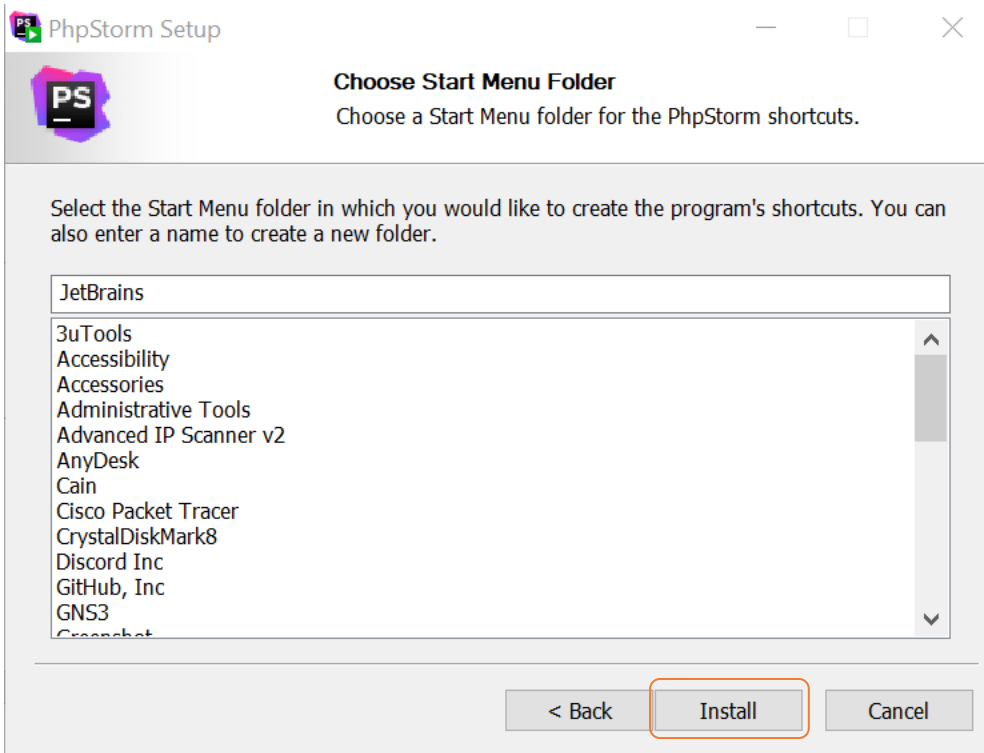 PS
PhpStorm Setup
PS
Choose Start Menu Folder
Choose a Start Menu folder for the PhpStorm shortcuts.
Select the Start Menu folder in which you would like to create the program's shortcuts. You can
also enter a name to create a new folder.
JetBrains
3uTools
Accessibility
Accessories
Administrative Tools
Advanced IP Scanner v2
AnyDesk
Cain
Cisco Packet Tracer
CrystalDiskMark8
Discord Inc
GitHub, Inc
GNS3
Greenshot
< Back
Install
Cancel